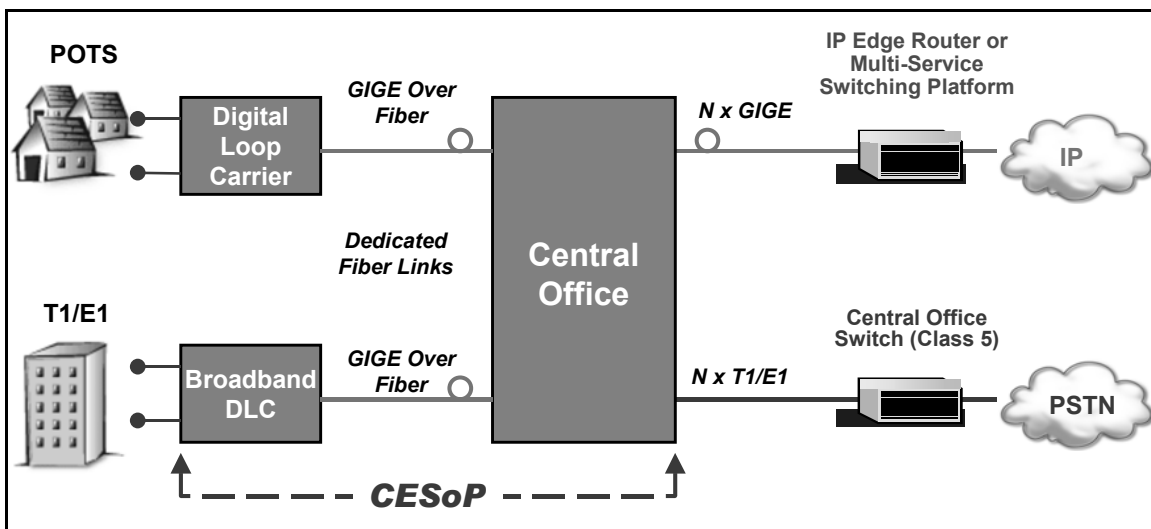 POTS
Digital
Loop
Carrier
GIGE Over
Fiber
Dedicated
Fiber Links
T1/E1
Broadband
DLC
GIGE Over
Fiber
Central
Office
N x GIGE
IP Edge Router or
Multi-Service
Switching Platform
IP
N x T1/E1
Central Office
Switch (Class 5)
PSTN
CESoP